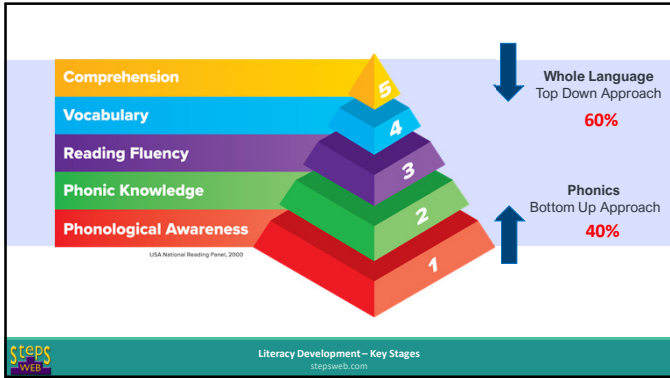 Comprehension
5
Vocabulary
4
Reading Fluency
3
Phonic Knowledge
2
Phonological Awareness
1
USA National Reading Panel, 2000
Whole Language
Top Down Approach
60%
Phonics
Bottom Up Approach
40%
StepS
WEB
Literacy Development – Key Stages
stepsweb.com